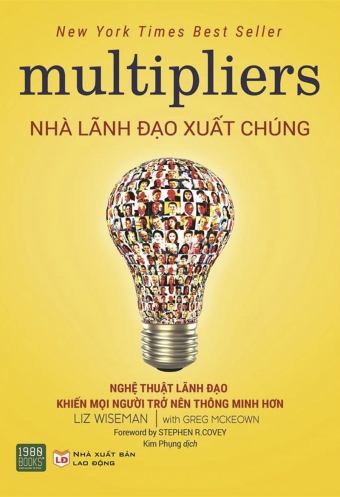 New York Times Best Seller
multipliers
NHÀ LÃNH ĐẠO XUẤT CHÚNG
NGHỆ THUẬT LÃNH ĐẠO
KHIẾN MỌI NGƯỜI TRỞ NÊN THÔNG MINH HƠN
LIZ WISEMAN with GREG MCKEOWN
Foreword by STEPHEN R.COVEY
Kim Phụng dịch
1980
BOOKS
LĐ NHÀ XUẤT BẢN
LAO ĐỘNG